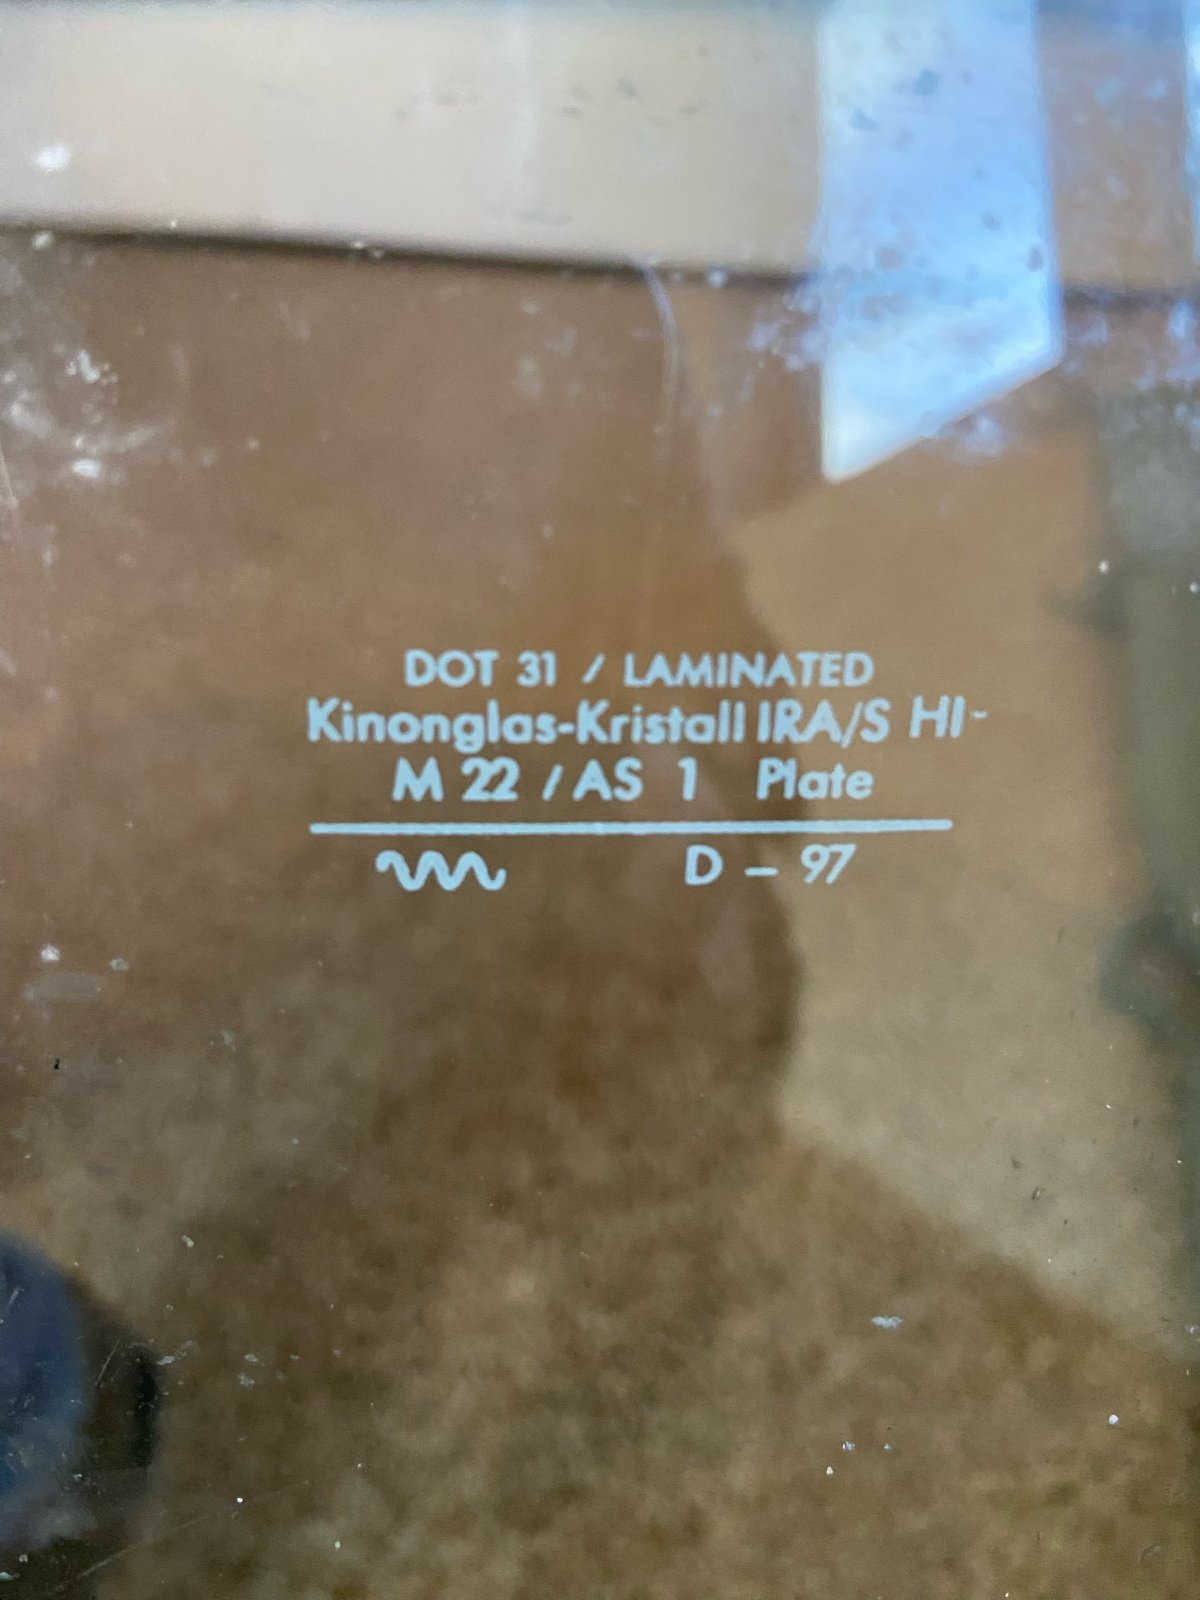 DOT 31 / LAMINATED
Kinonglas-Kristall IRA/S HI-
M 22 / AS 1 Plate
D - 97